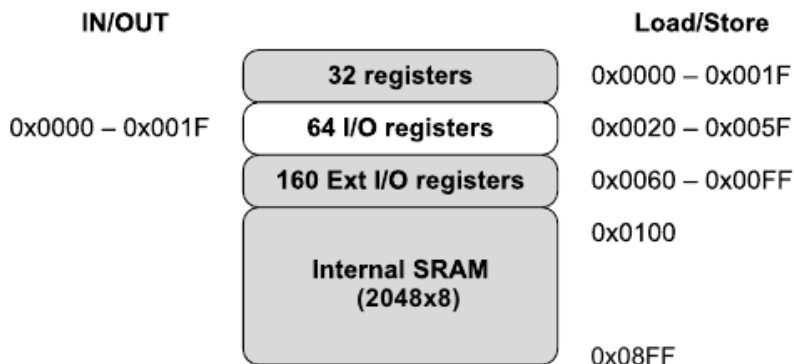 IN/OUT Load/Store
32 registers 0x0000 – 0x001F
0x0000 – 0x001F 64 I/O registers 0x0020 – 0x005F
160 Ext I/O registers 0x0060 – 0x00FF
0x0100
Internal SRAM
(2048x8)
0x08FF